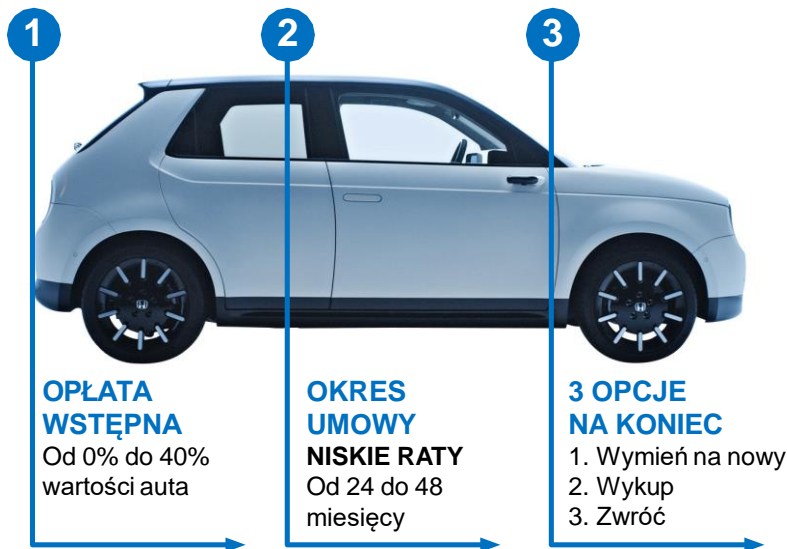 1
2
3
OPŁATA
WSTĘPNA
Od 0% do 40%
wartości auta
OKRES
UMOWY
NISKIE RATY
Od 24 do 48
miesięcy
3 OPCJE
NA KONIEC
1. Wymień na nowy
2. Wykup
3. Zwróć